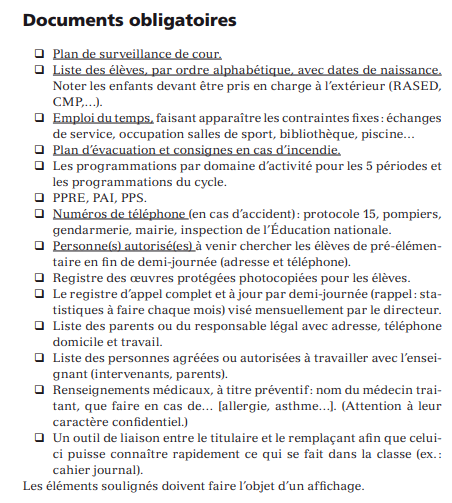 Documents obligatoires
❏ Plan de surveillance de cour.
❏ Liste des élèves, par ordre alphabétique, avec dates de naissance.
Noter les enfants devant être pris en charge à l'extérieur (RASED,
CMP,…).
❏ Emploi du temps, faisant apparaître les contraintes fixes : échanges
de service, occupation salles de sport, bibliothèque, piscine…
❏ Plan d'évacuation et consignes en cas d'incendie.
❏ Les programmations par domaine d'activité pour les 5 périodes et
les programmations du cycle.
❏ PPRE, PAI, PPS.
❏ Numéros de téléphone (en cas d'accident) : protocole 15, pompiers,
gendarmerie, mairie, inspection de l'Éducation nationale.
❏ Personne(s) autorisé(es) à venir chercher les élèves de pré-élémen-
taire en fin de demi-journée (adresse et téléphone).
❏ Registre des œuvres protégées photocopiées pour les élèves.
❏ Le registre d'appel complet et à jour par demi-journée (rappel : sta-
tistiques à faire chaque mois) visé mensuellement par le directeur.
❏ Liste des parents ou du responsable légal avec adresse, téléphone
domicile et travail.
❏ Liste des personnes agréées ou autorisées à travailler avec l'ensei-
gnant (intervenants, parents).
❏ Renseignements médicaux, à titre préventif : nom du médecin trai-
tant, que faire en cas de… [allergie, asthme…]. (Attention à leur
caractère confidentiel.)
❏ Un outil de liaison entre le titulaire et le remplaçant afin que celui-
ci puisse connaître rapidement ce qui se fait dans la classe (ex. :
cahier journal).
Les éléments soulignés doivent faire l'objet d'un affichage.